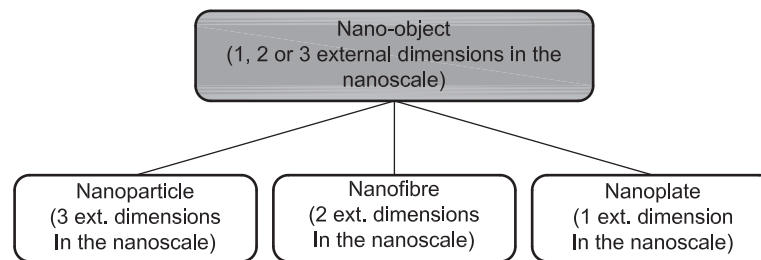 Nano-object
(1, 2 or 3 external dimensions in the
nanoscale)
Nanoparticle
(3 ext. dimensions
In the nanoscale)
Nanofibre
(2 ext. dimensions
In the nanoscale)
Nanoplate
(1 ext. dimension
In the nanoscale)